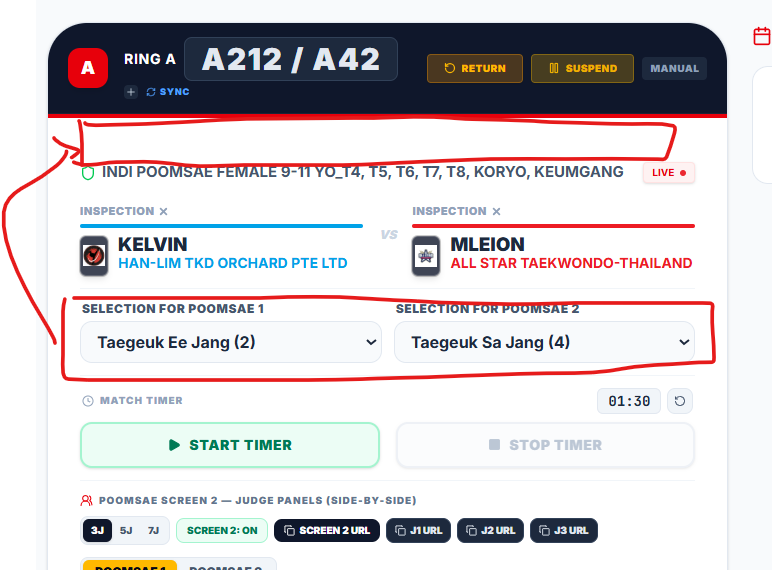 A
RING A
A212 / A42
RETURN
SUSPEND
MANUAL
+
SYNC
INDI POOMSAE FEMALE 9-11 YO_T4, T5, T6, T7, T8, KORYO, KEUMGANG
LIVE
INSPECTION ×
VS
INSPECTION ×
KELVIN
MLEION
HAN-LIM TKD ORCHARD PTE LTD
ALL STAR TAEKWONDO-THAILAND
SELECTION FOR POOMSAE 1
SELECTION FOR POOMSAE 2
Taegeuk Ee Jang (2)
Taegeuk Sa Jang (4)
MATCH TIMER
01:30
START TIMER
STOP TIMER
POOMSAE SCREEN 2 — JUDGE PANELS (SIDE-BY-SIDE)
3J 5J 7J
SCREEN 2: ON
SCREEN 2 URL
J1 URL
J2 URL
J3 URL
POOMSAE 1
POOMSAE 2